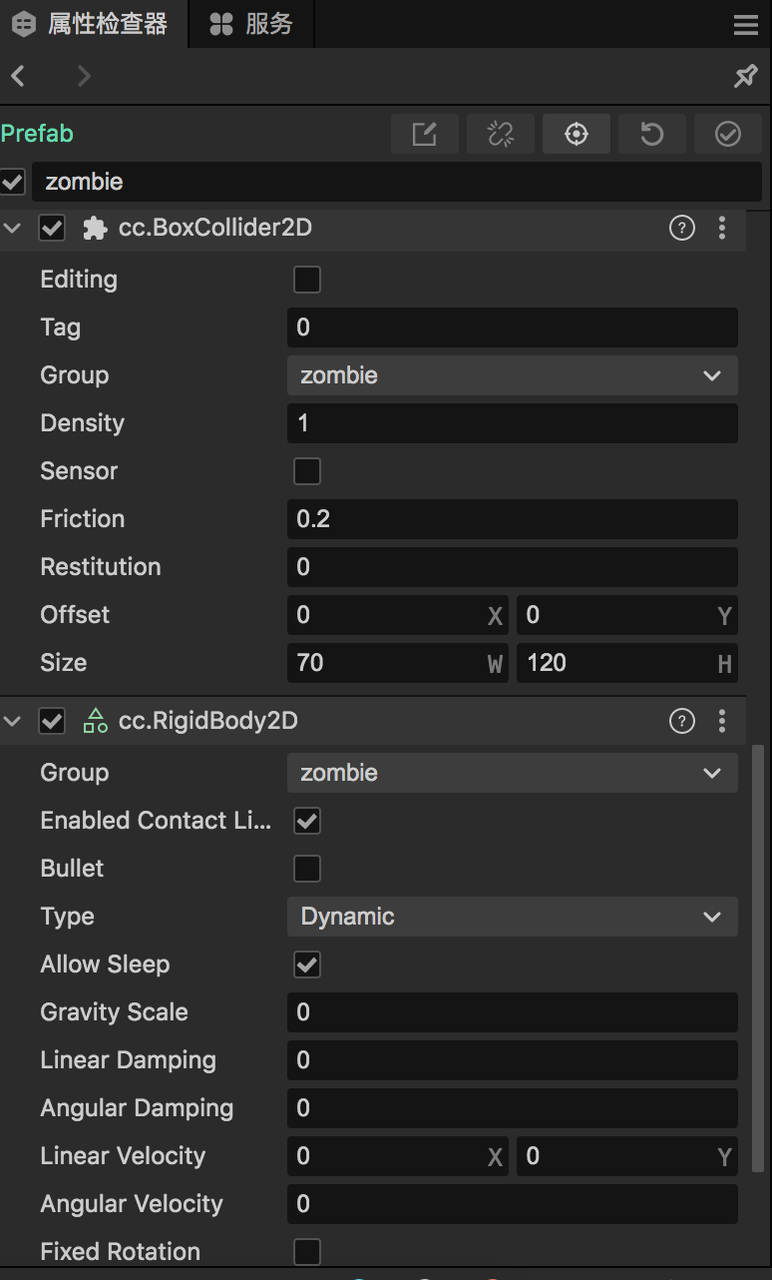 属性检查器 服务
Prefab
zombie
cc.BoxCollider2D ?
Editing
Tag 0
Group zombie
Density 1
Sensor
Friction 0.2
Restitution 0
Offset 0 X 0 Y
Size 70 W 120 H
cc.RigidBody2D ?
Group zombie
Enabled Contact Li...
Bullet
Type Dynamic
Allow Sleep
Gravity Scale 0
Linear Damping 0
Angular Damping 0
Linear Velocity 0 X 0 Y
Angular Velocity 0
Fixed Rotation